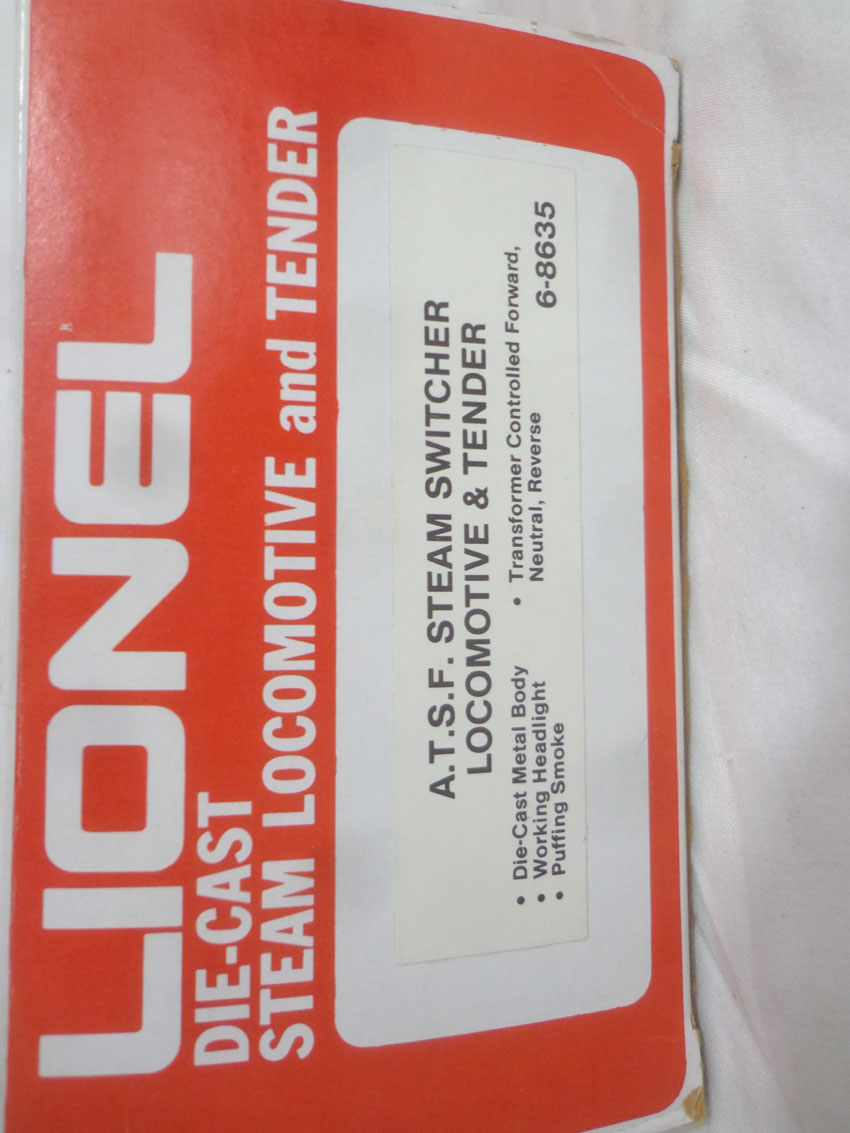 LIONEL
DIE-CAST
STEAM LOCOMOTIVE and TENDER
A.T.S.F. STEAM SWITCHER
LOCOMOTIVE & TENDER
• Die-Cast Metal Body
• Working Headlight
• Puffing Smoke
• Transformer Controlled Forward,
Neutral, Reverse
6-8635